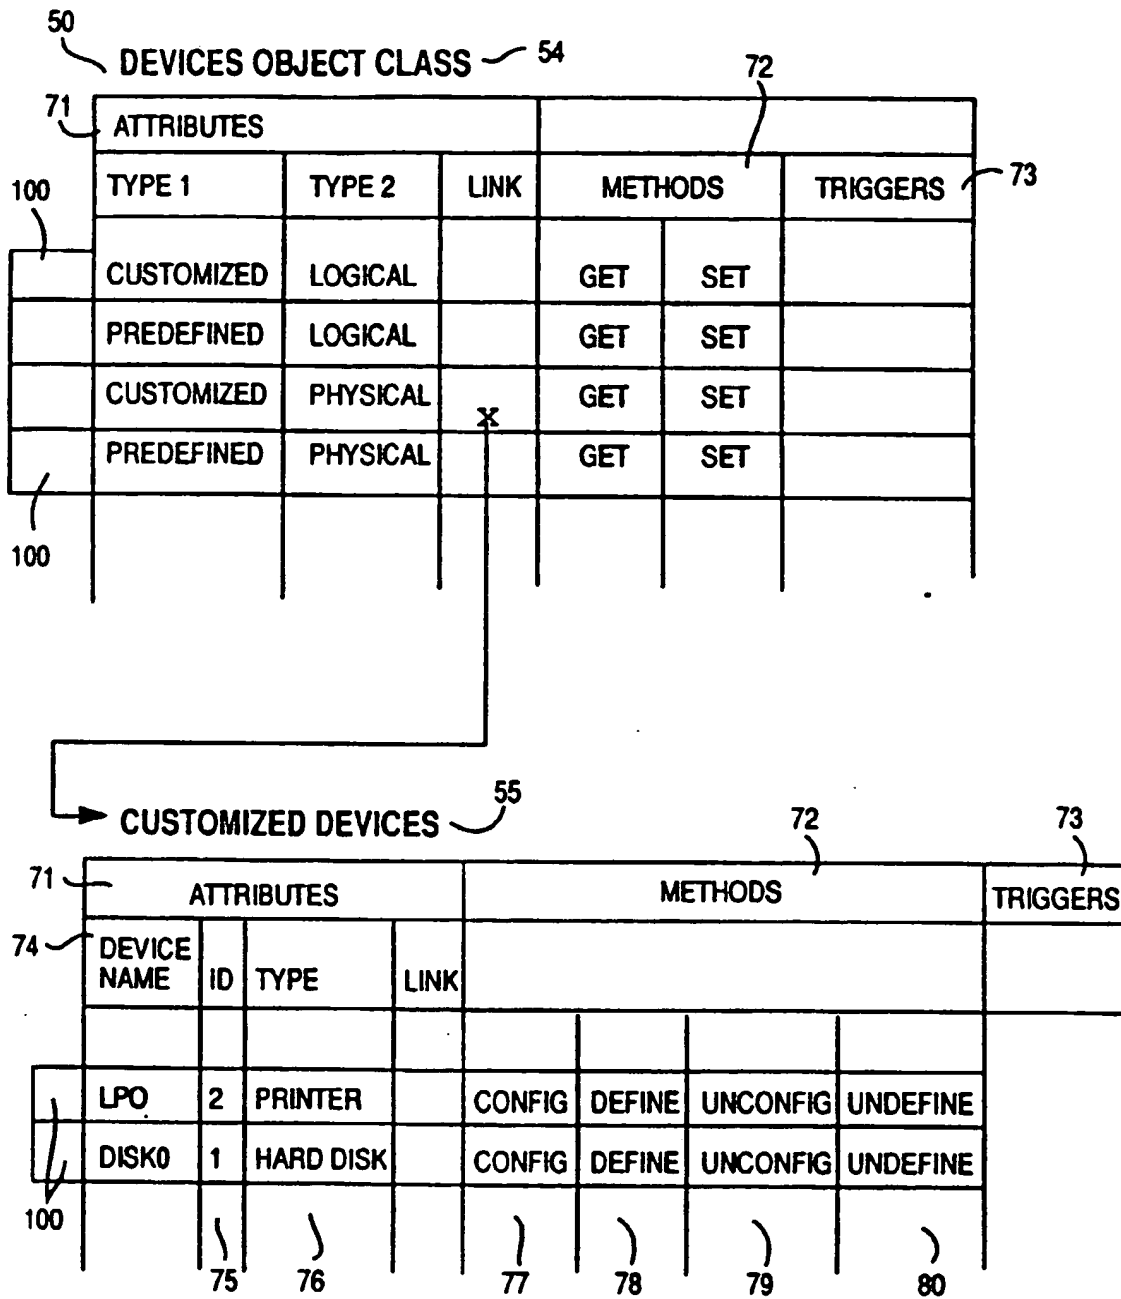 50
DEVICES OBJECT CLASS 54
72
71 ATTRIBUTES
100 TYPE 1 TYPE 2 LINK METHODS TRIGGERS 73
CUSTOMIZED LOGICAL GET SET
PREDEFINED LOGICAL GET SET
CUSTOMIZED PHYSICAL GET SET
X
PREDEFINED PHYSICAL GET SET
100
CUSTOMIZED DEVICES 55
72 73
71 ATTRIBUTES METHODS TRIGGERS
74 DEVICE
NAME ID TYPE LINK
LPO 2 PRINTER CONFIG DEFINE UNCONFIG UNDEFINE
DISK0 1 HARD DISK CONFIG DEFINE UNCONFIG UNDEFINE
100
75 76 77 78 79 80